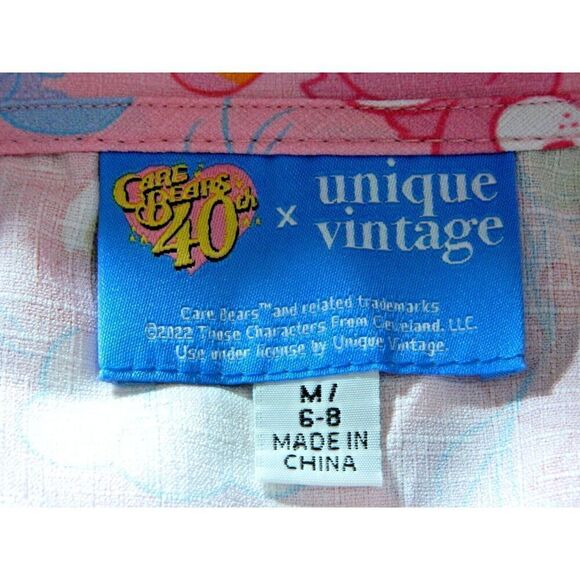 CARE
BEARS
40th
x
unique
vintage
Care Bears™ and related trademarks
©2022 Those Characters From Cleveland, LLC.
Use under license by Unique Vintage.
M/
6-8
MADE IN
CHINA